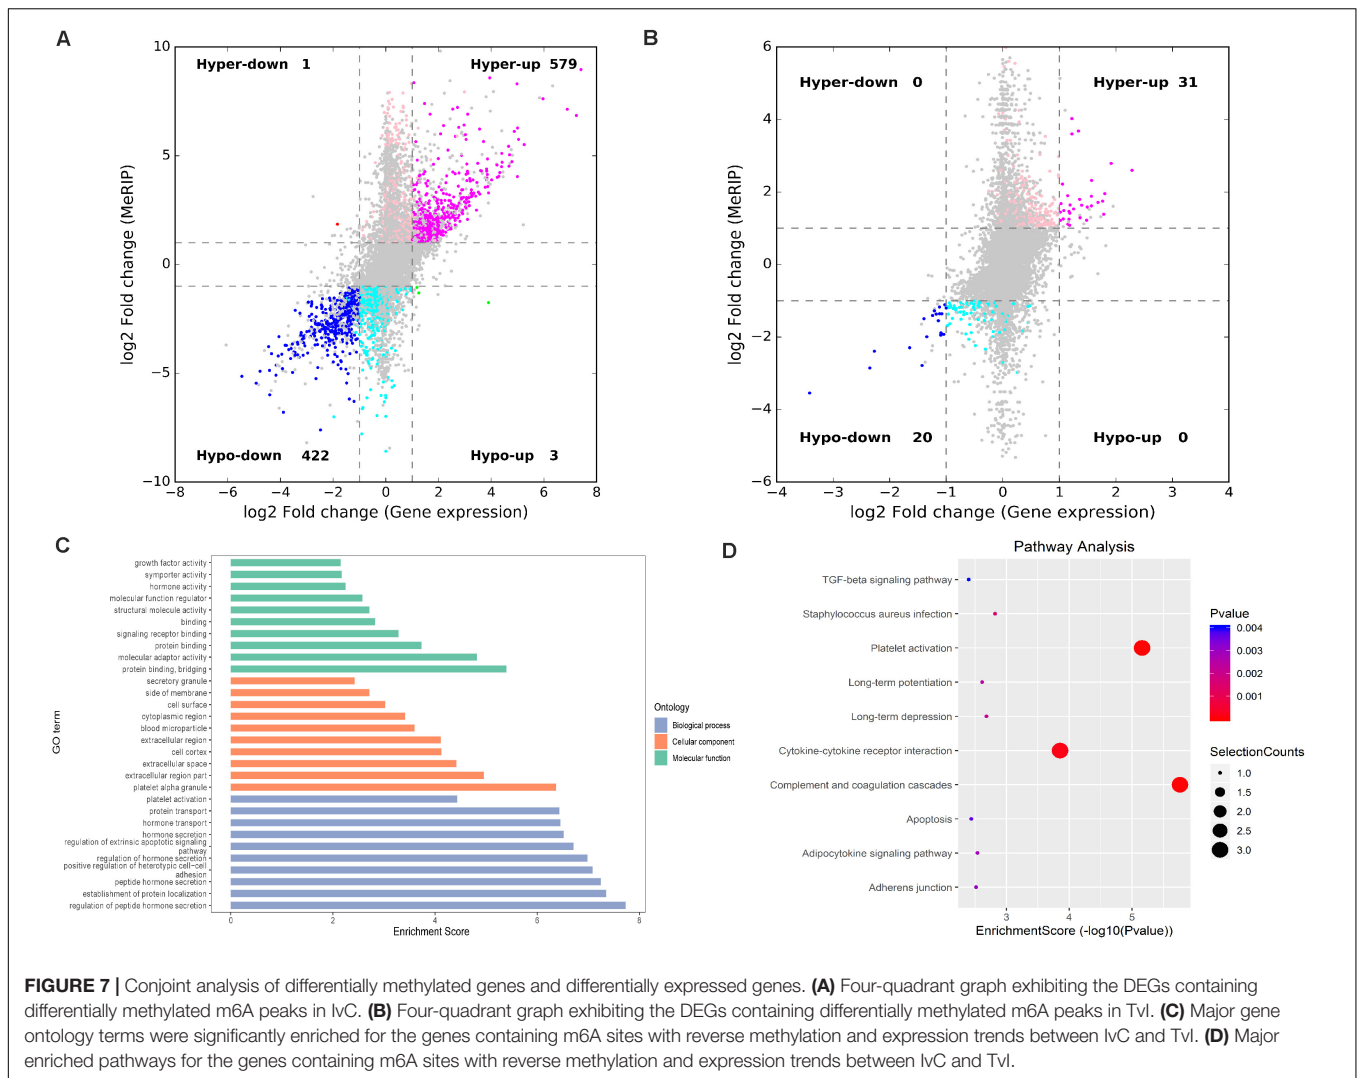 A
Hyper-down 1
Hyper-up 579
Hypo-down 422
Hypo-up 3
10
5
0
−5
−10
−8 −6 −4 −2 0 2 4 6 8
log2 Fold change (MeRIP)
log2 Fold change (Gene expression)
B
Hyper-down 0
Hyper-up 31
Hypo-down 20
Hypo-up 0
6
4
2
0
−2
−4
−6
−4 −3 −2 −1 0 1 2 3 4
log2 Fold change (MeRIP)
log2 Fold change (Gene expression)
C
GO term
growth factor activity
symporter activity
hormone activity
molecular function regulator
structural molecule activity
binding
signaling receptor binding
protein binding
molecular adaptor activity
protein binding, bridging
secretory granule
side of membrane
cell surface
cytoplasmic region
blood microparticle
extracellular region
cell cortex
extracellular space
extracellular region part
platelet alpha granule
platelet activation
protein transport
hormone transport
hormone secretion
regulation of extrinsic apoptotic signaling
pathway
regulation of hormone secretion
positive regulation of heterotypic cell−cell
adhesion
peptide hormone secretion
establishment of protein localization
regulation of peptide hormone secretion
0 2 4 6 8
Enrichment Score
Ontology
Biological process
Cellular component
Molecular function
D
Pathway Analysis
TGF-beta signaling pathway
Staphylococcus aureus infection
Platelet activation
Long-term potentiation
Long-term depression
Cytokine-cytokine receptor interaction
Complement and coagulation cascades
Apoptosis
Adipocytokine signaling pathway
Adherens junction
3 4 5
EnrichmentScore (-log10(Pvalue))
Pvalue
0.004
0.003
0.002
0.001
SelectionCounts
1.0
1.5
2.0
2.5
3.0
FIGURE 7 | Conjoint analysis of differentially methylated genes and differentially expressed genes. (A) Four-quadrant graph exhibiting the DEGs containing
differentially methylated m6A peaks in IvC. (B) Four-quadrant graph exhibiting the DEGs containing differentially methylated m6A peaks in TvI. (C) Major gene
ontology terms were significantly enriched for the genes containing m6A sites with reverse methylation and expression trends between IvC and TvI. (D) Major
enriched pathways for the genes containing m6A sites with reverse methylation and expression trends between IvC and TvI.